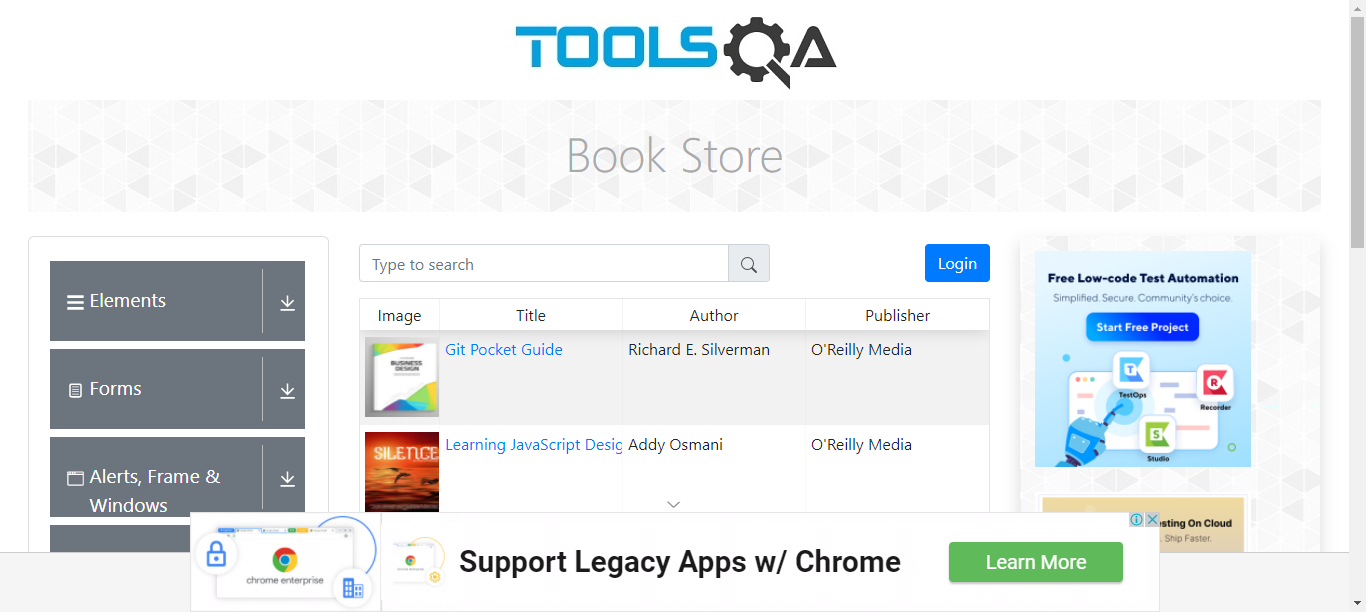 TOOLSQA
Book Store
Elements
Forms
Alerts, Frame &
Windows
Type to search
Login
Image Title Author Publisher
BUSINESS
DESIGN
Git Pocket Guide Richard E. Silverman O'Reilly Media
SILENCE
Learning JavaScript Desig Addy Osmani O'Reilly Media
Free Low-code Test Automation
Simplified. Secure. Community's choice.
Start Free Project
TestOps
Recorder
Studio
sting On Cloud
Ship Faster.
chrome enterprise
Support Legacy Apps w/ Chrome
Learn More